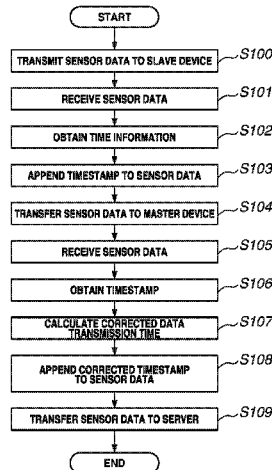 START
TRANSMIT SENSOR DATA TO SLAVE DEVICE
S100
RECEIVE SENSOR DATA
S101
OBTAIN TIME INFORMATION
S102
APPEND TIMESTAMP TO SENSOR DATA
S103
TRANSFER SENSOR DATA TO MASTER DEVICE
S104
RECEIVE SENSOR DATA
S105
OBTAIN TIMESTAMP
S106
CALCULATE CORRECTED DATA
TRANSMISSION TIME
S107
APPEND CORRECTED TIMESTAMP
TO SENSOR DATA
S108
TRANSFER SENSOR DATA TO SERVER
S109
END